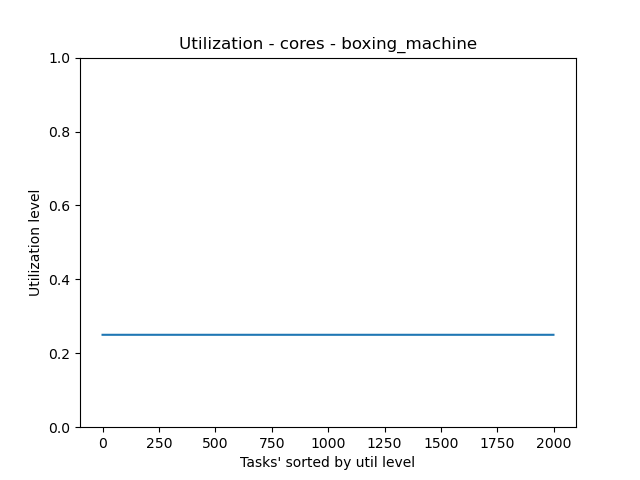 Utilization - cores - boxing_machine
1.0
0.8
0.6
0.4
0.2
0.0
Utilization level
0 250 500 750 1000 1250 1500 1750 2000
Tasks' sorted by util level